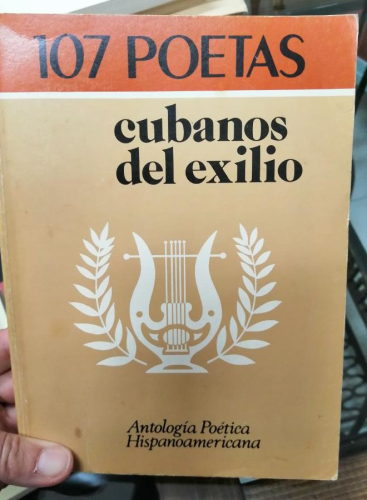 107 POETAS
cubanos
del exilio
Antología Poética
Hispanoamericana